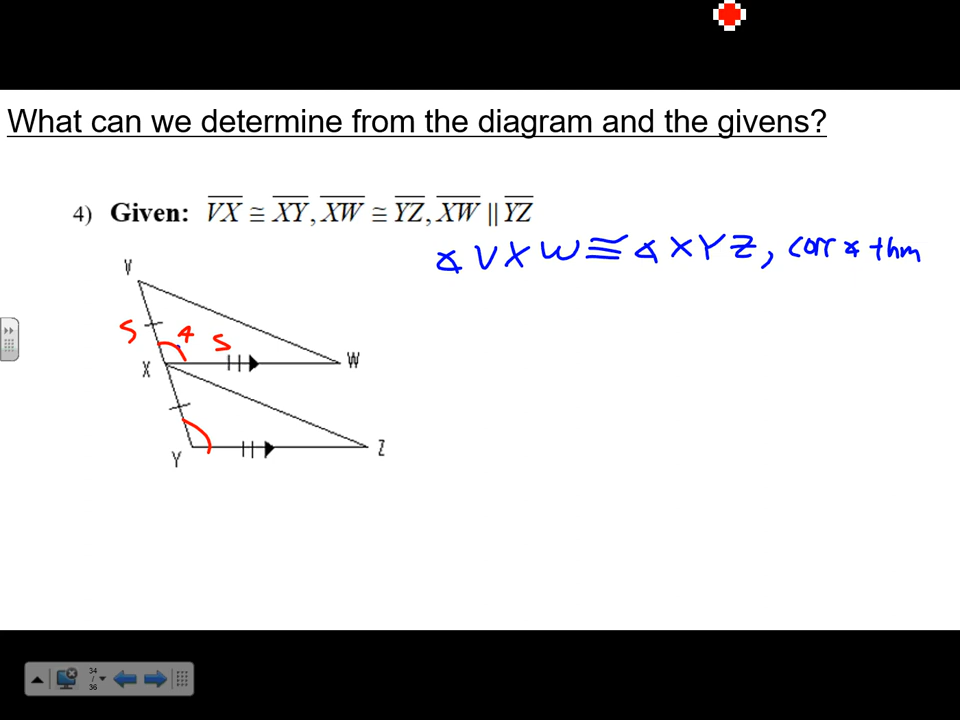 What can we determine from the diagram and the givens?
4) Given: VX ≅ XY, XW ≅ YZ, XW || YZ
∡ VXW ≅ ∡ XYZ, corr ∡ thm
V
S
A
S
W
X
Y
Z
34
/
36